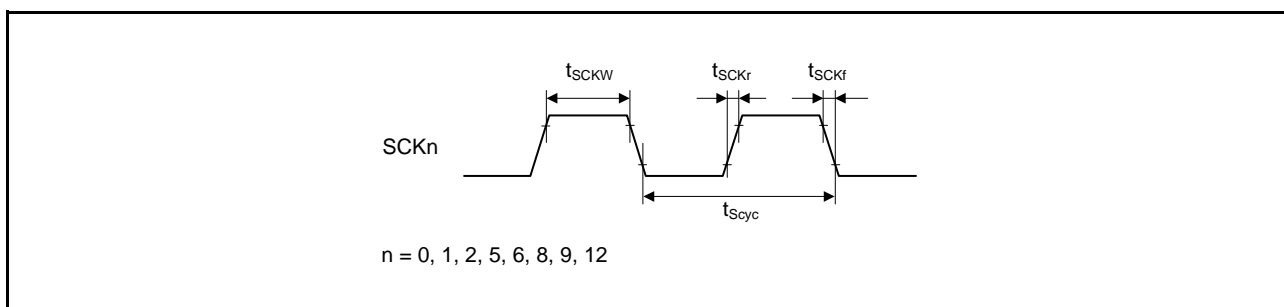 tSCKW
tSCKr
tSCKf
SCKn
tScyc
n = 0, 1, 2, 5, 6, 8, 9, 12